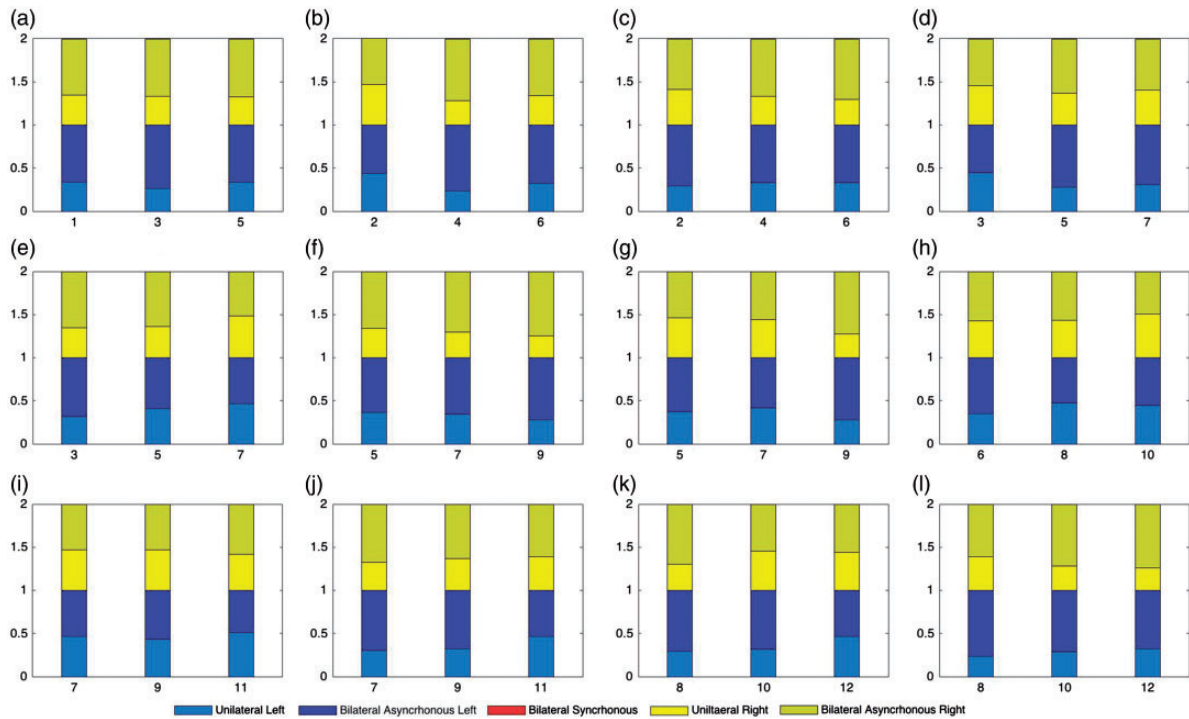 (a) (b) (c) (d)
2 2 2 2
1.5 1.5 1.5 1.5
1 1 1 1
0.5 0.5 0.5 0.5
0 0 0 0
1 3 5 2 4 6 2 4 6 3 5 7
(e) (f) (g) (h)
2 2 2 2
1.5 1.5 1.5 1.5
1 1 1 1
0.5 0.5 0.5 0.5
0 0 0 0
3 5 7 5 7 9 5 7 9 6 8 10
(i) (j) (k) (l)
2 2 2 2
1.5 1.5 1.5 1.5
1 1 1 1
0.5 0.5 0.5 0.5
0 0 0 0
7 9 11 7 9 11 8 10 12 8 10 12
Unilateral Left Bilateral Asyncrhonous Left Bilateral Syncrhonous Uniltaeral Right Bilateral Asyncrhonous Right